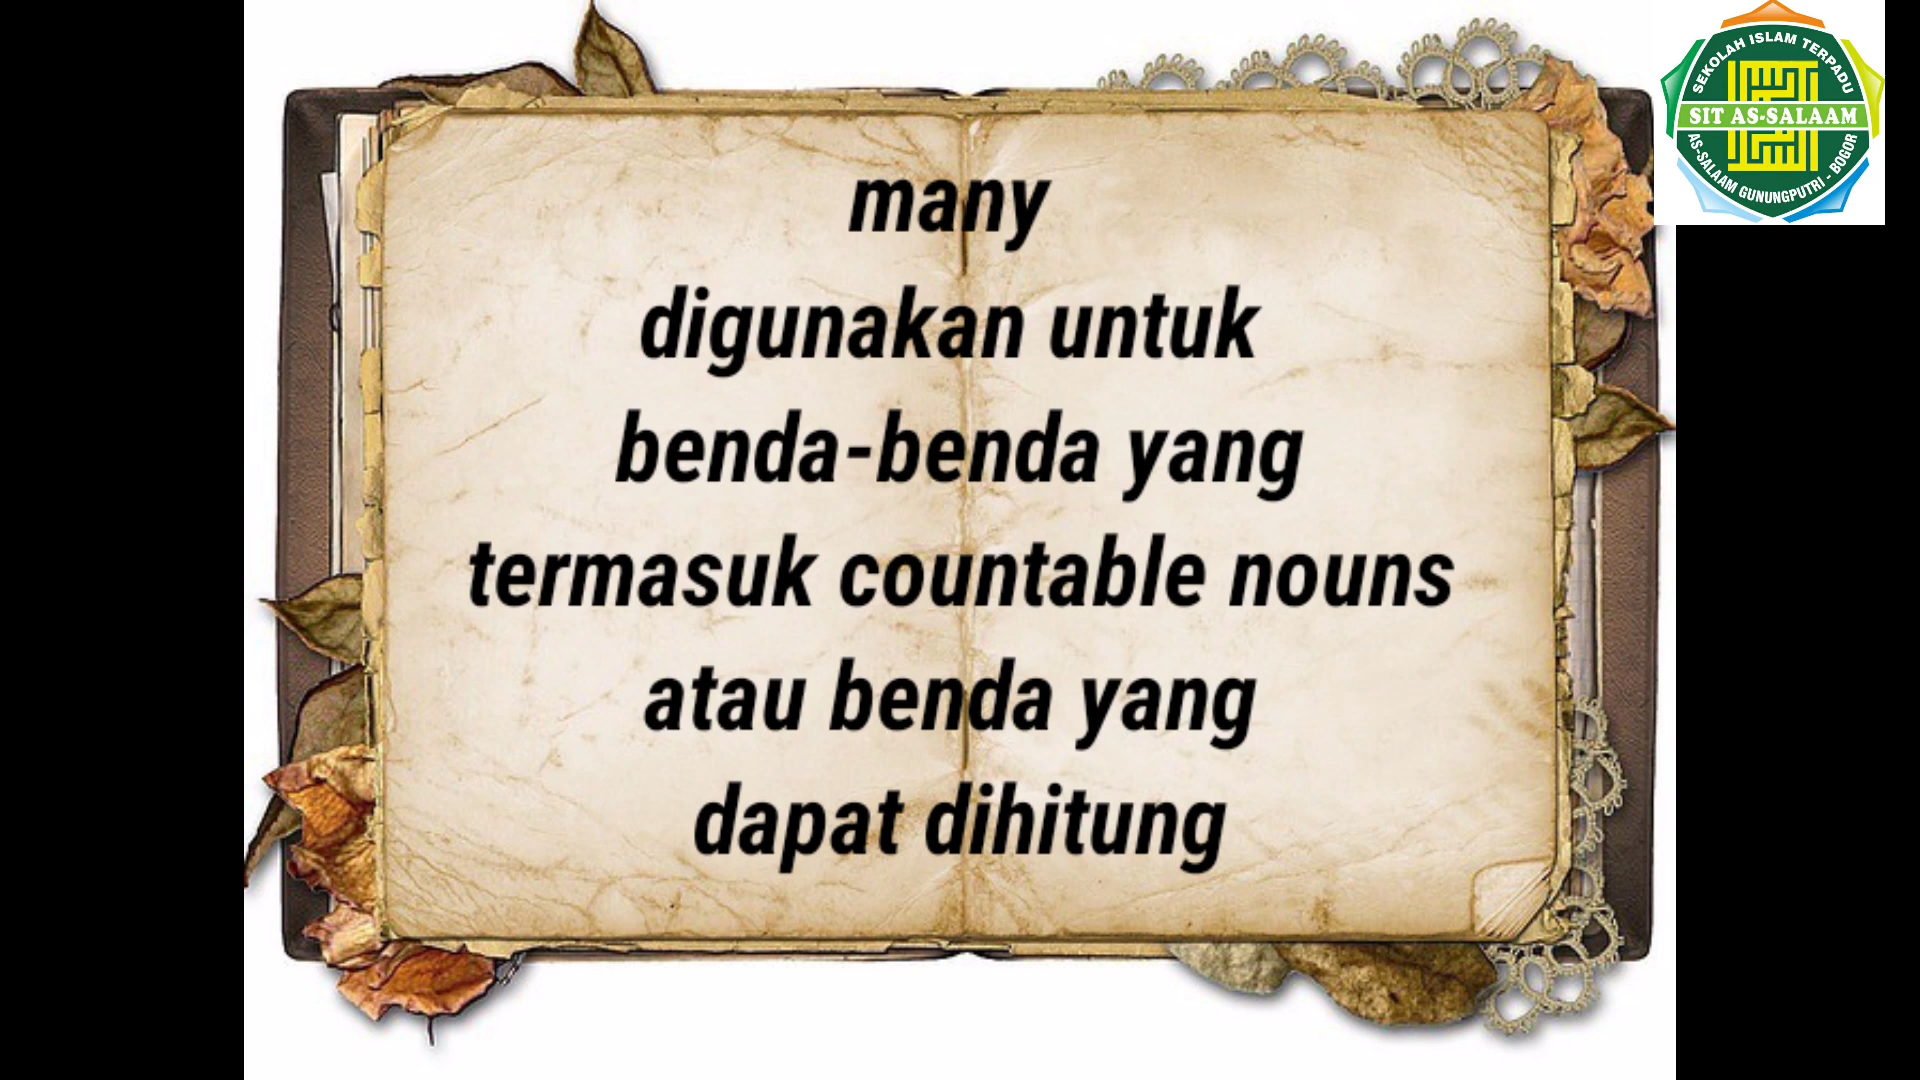 many
digunakan untuk
benda-benda yang
termasuk countable nouns
atau benda yang
dapat dihitung
SEKOLAH ISLAM TERPADU
SIT AS-SALAAM
AS-SALAAM GUNUNGPUTRI - BOGOR